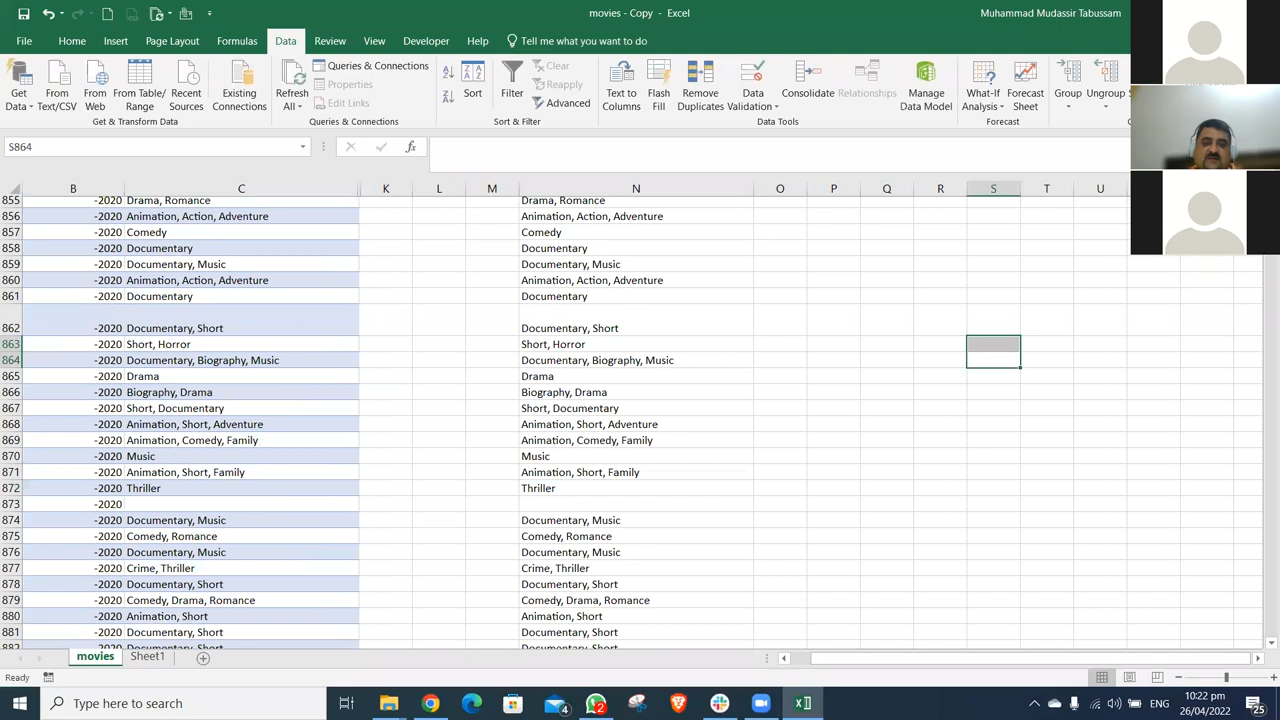 movies - Copy - Excel
Muhammad Mudassir Tabussam
File Home Insert Page Layout Formulas Data Review View Developer Help Tell me what you want to do
Get Data
From Text/CSV
From Web
From Table/ Range
Recent Sources
Existing Connections
Get & Transform Data
Refresh All
Queries & Connections
Properties
Edit Links
Queries & Connections
Sort
Filter
Clear
Reapply
Advanced
Sort & Filter
Text to Columns
Flash Fill
Remove Duplicates
Data Validation
Consolidate
Relationships
Manage Data Model
Data Tools
What-If Analysis
Forecast Sheet
Forecast
Group
Ungroup
S864
fx
B C K L M N O P Q R S T U
855 -2020 Drama, Romance Drama, Romance
856 -2020 Animation, Action, Adventure Animation, Action, Adventure
857 -2020 Comedy Comedy
858 -2020 Documentary Documentary
859 -2020 Documentary, Music Documentary, Music
860 -2020 Animation, Action, Adventure Animation, Action, Adventure
861 -2020 Documentary Documentary
862 -2020 Documentary, Short Documentary, Short
863 -2020 Short, Horror Short, Horror
864 -2020 Documentary, Biography, Music Documentary, Biography, Music
865 -2020 Drama Drama
866 -2020 Biography, Drama Biography, Drama
867 -2020 Short, Documentary Short, Documentary
868 -2020 Animation, Short, Adventure Animation, Short, Adventure
869 -2020 Animation, Comedy, Family Animation, Comedy, Family
870 -2020 Music Music
871 -2020 Animation, Short, Family Animation, Short, Family
872 -2020 Thriller Thriller
873 -2020
874 -2020 Documentary, Music Documentary, Music
875 -2020 Comedy, Romance Comedy, Romance
876 -2020 Documentary, Music Documentary, Music
877 -2020 Crime, Thriller Crime, Thriller
878 -2020 Documentary, Short Documentary, Short
879 -2020 Comedy, Drama, Romance Comedy, Drama, Romance
880 -2020 Animation, Short Animation, Short
881 -2020 Documentary, Short Documentary, Short
882 -2020 Documentary, Short Documentary, Short
movies Sheet1
Ready
Type here to search
4
2
ENG
10:22 pm
26/04/2022
25